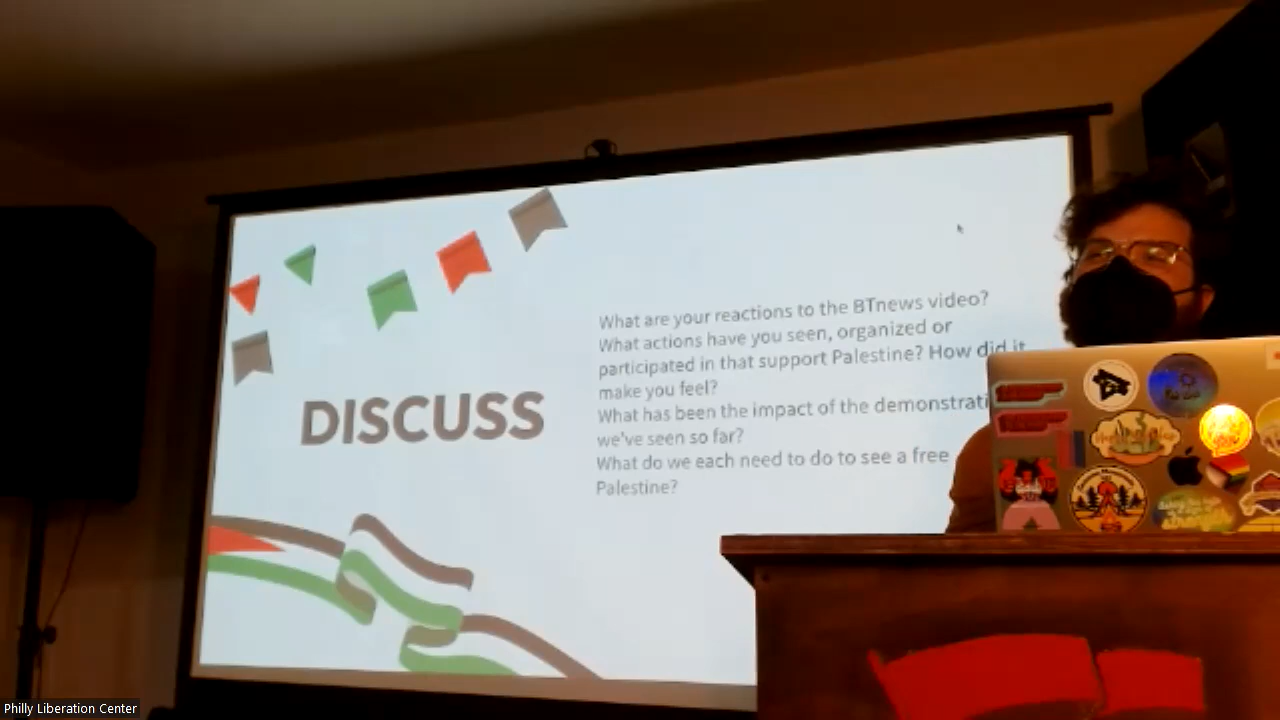 DISCUSS
What are your reactions to the BTnews video?
What actions have you seen, organized or
participated in that support Palestine? How did it
make you feel?
What has been the impact of the
we've seen so far?
What do we each need to do to see a free
Palestine?
Philly Liberation Center